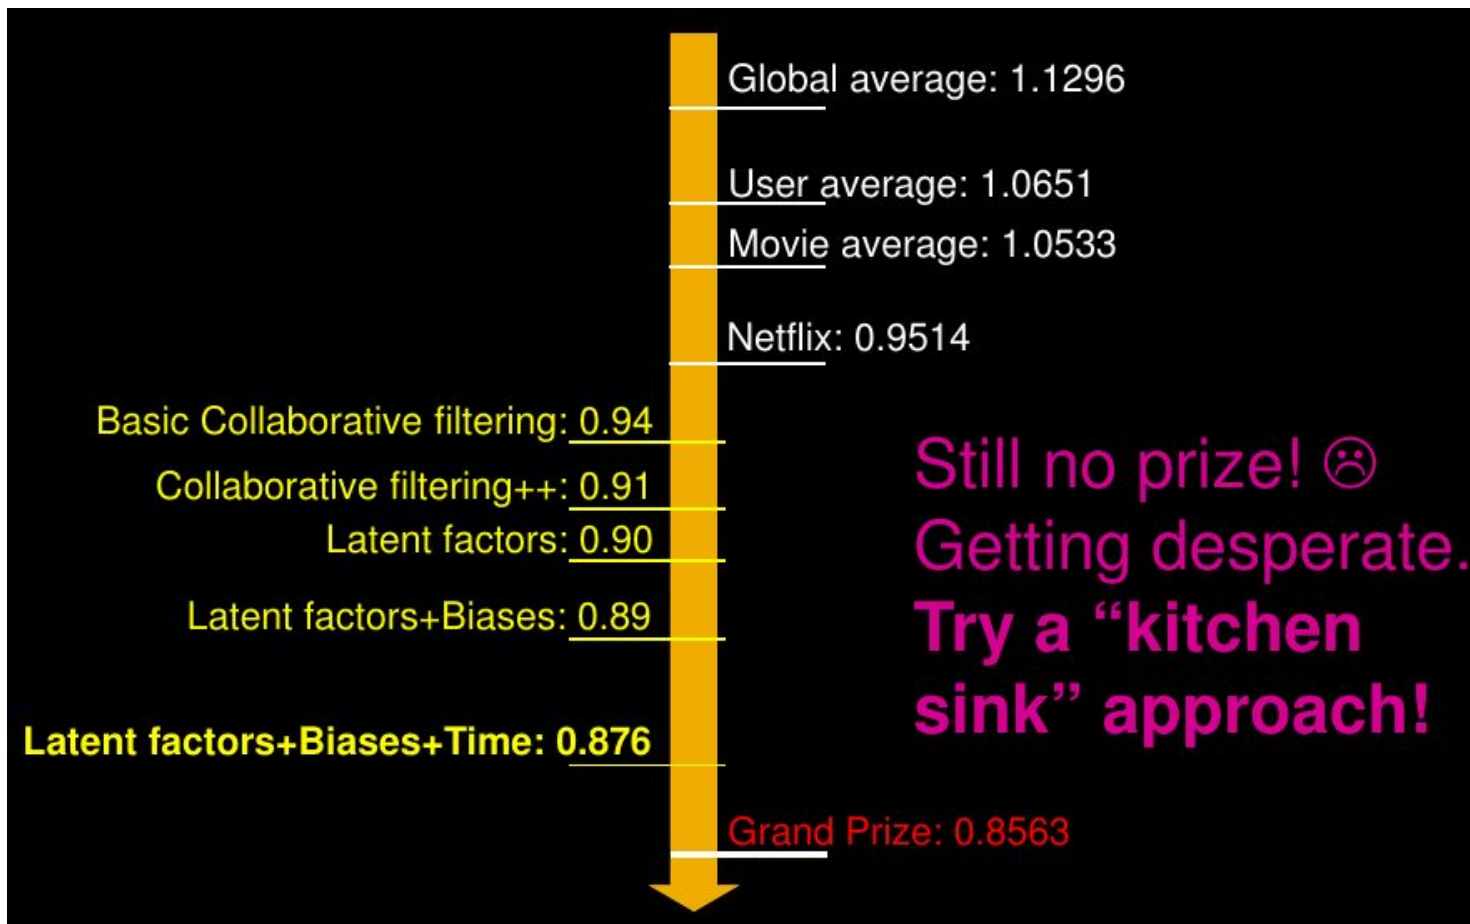 Global average: 1.1296
User average: 1.0651
Movie average: 1.0533
Netflix: 0.9514
Basic Collaborative filtering: 0.94
Collaborative filtering++: 0.91
Latent factors: 0.90
Latent factors+Biases: 0.89
Latent factors+Biases+Time: 0.876
Grand Prize: 0.8563
Still no prize! ☹
Getting desperate.
Try a “kitchen
sink” approach!